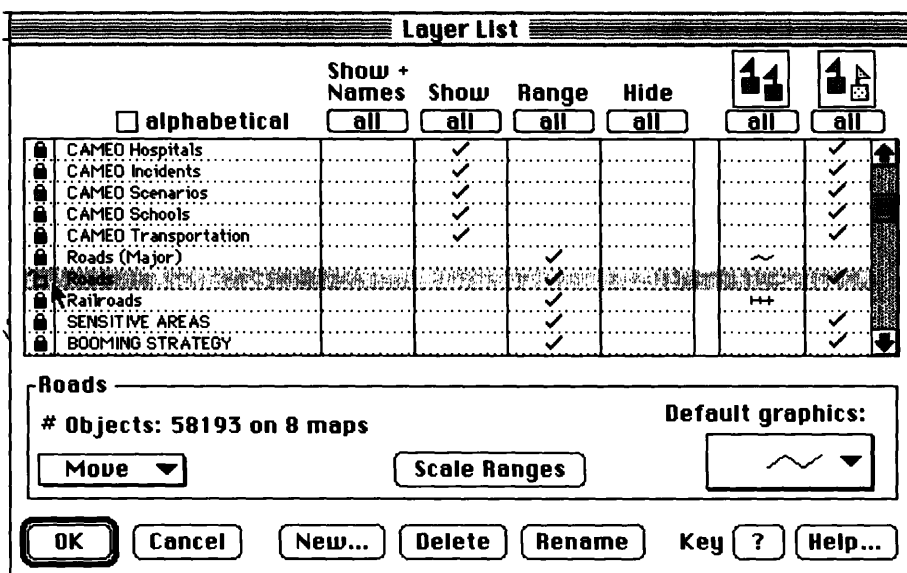 Layer List
Show +
Names Show Range Hide
alphabetical all all all all all all
CAMEO Hospitals
CAMEO Incidents
CAMEO Scenarios
CAMEO Schools
CAMEO Transportation
Roads (Major)
Roads
Railroads
SENSITIVE AREAS
BOOMING STRATEGY
Roads
# Objects: 58193 on 8 maps
Default graphics:
Move Scale Ranges
OK Cancel New... Delete Rename Key ? Help...